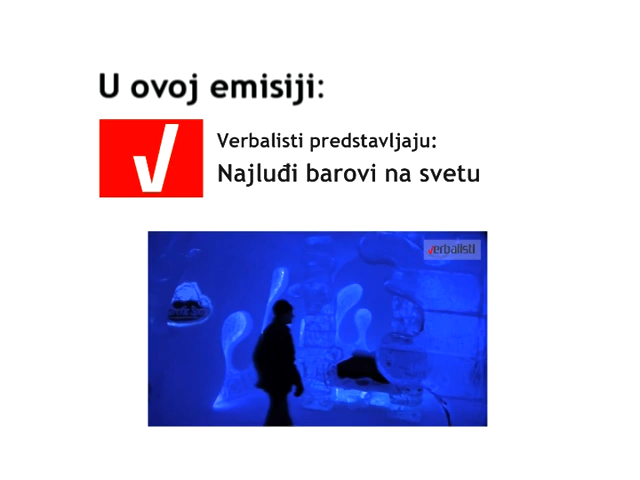 U ovoj emisiji:
Verbalisti predstavljaju:
Najluđi barovi na svetu
verbalisti